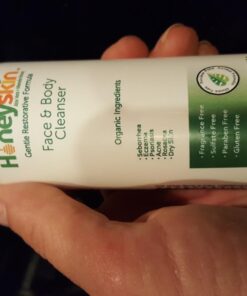 HoneySkin
Gentle Restorative Formula
Face & Body
Cleanser
Organic Ingredients
• Seborrhea
• Eczema
• Psoriasis
• Acne
• Rosacea
• Dry Skin
• Fragrance Free
• Sulfate Free
• Paraben Free
• Gluten Free